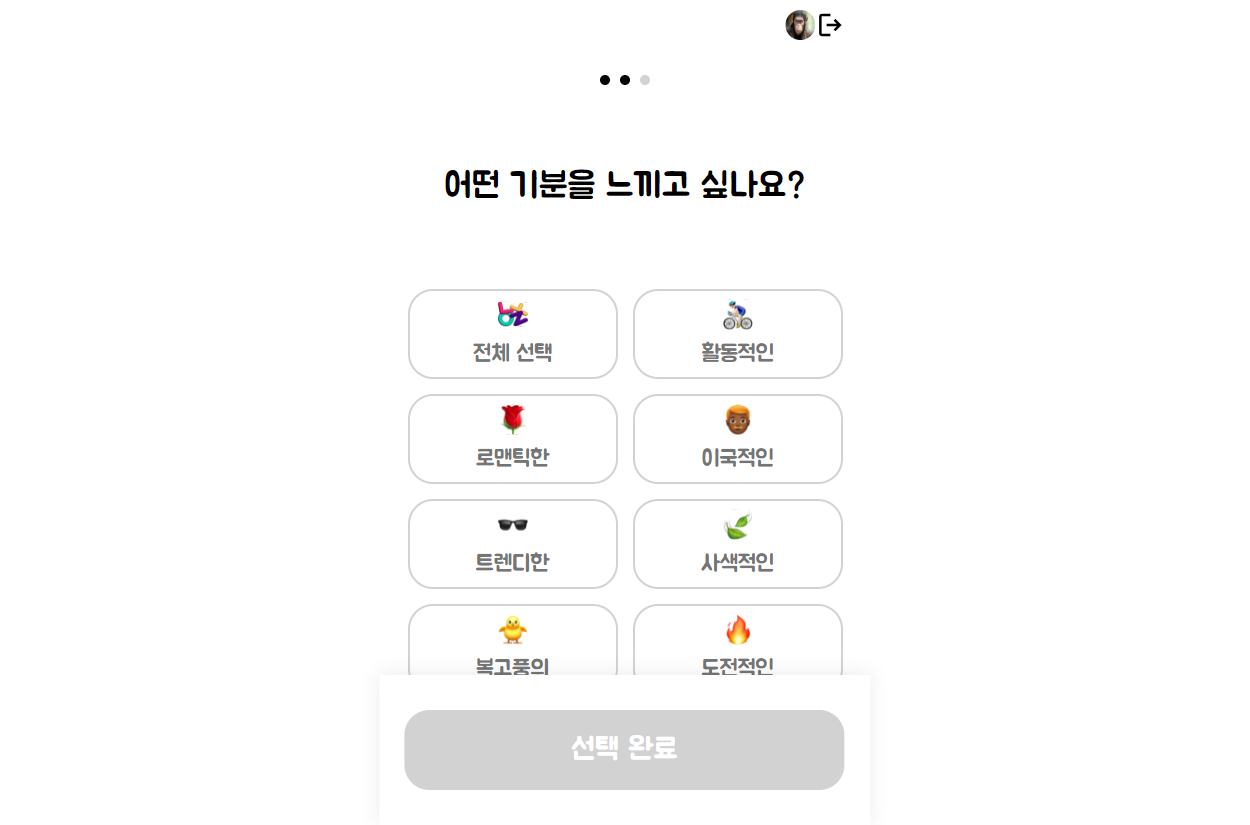 어떤 기분을 느끼고 싶나요?
전체 선택
활동적인
로맨틱한
이국적인
트렌디한
사색적인
복고풍의
도전적인
선택 완료